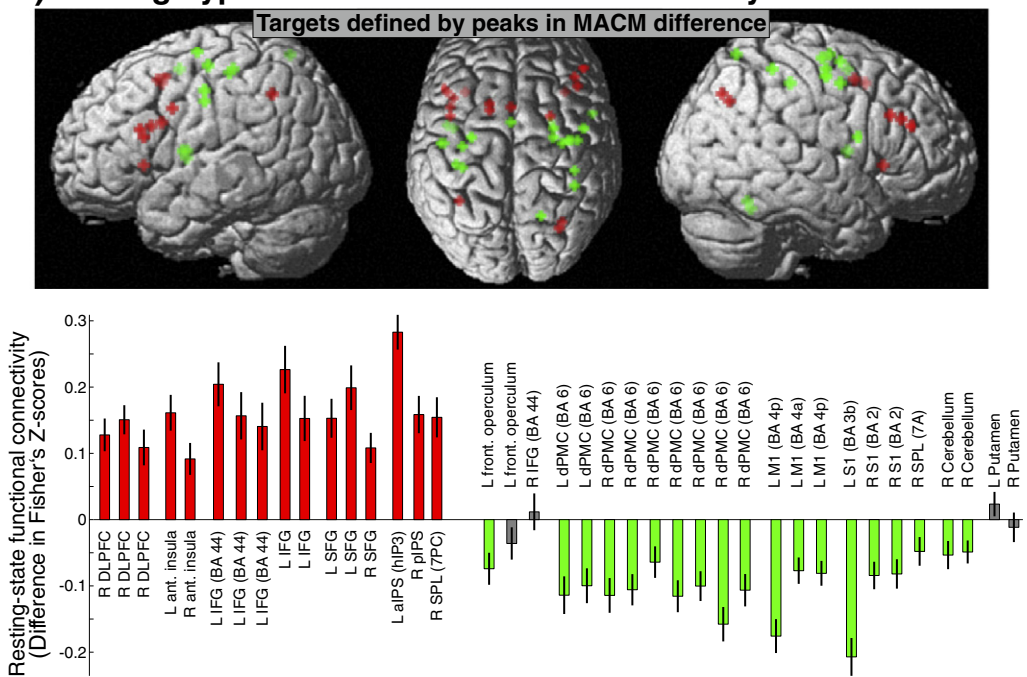 Targets defined by peaks in MACM difference
Resting-state functional connectivity
(Difference in Fisher's Z-scores)
0.3
0.2
0.1
0
-0.1
-0.2
R DLPFC
R DLPFC
R DLPFC
L ant. insula
R ant. insula
L IFG (BA 44)
L IFG (BA 44)
L IFG (BA 44)
L IFG
L IFG
L SFG
L SFG
R SFG
L aIPS (hIP3)
R pIPS
R SPL (7PC)
L front. operculum
L front. operculum
R IFG (BA 44)
L dPMC (BA 6)
L dPMC (BA 6)
R dPMC (BA 6)
R dPMC (BA 6)
R dPMC (BA 6)
R dPMC (BA 6)
R dPMC (BA 6)
R dPMC (BA 6)
R dPMC (BA 6)
L M1 (BA 4p)
L M1 (BA 4a)
L M1 (BA 4p)
L S1 (BA 3b)
R S1 (BA 2)
R S1 (BA 2)
R SPL (7A)
R Cerebellum
R Cerebellum
L Putamen
R Putamen